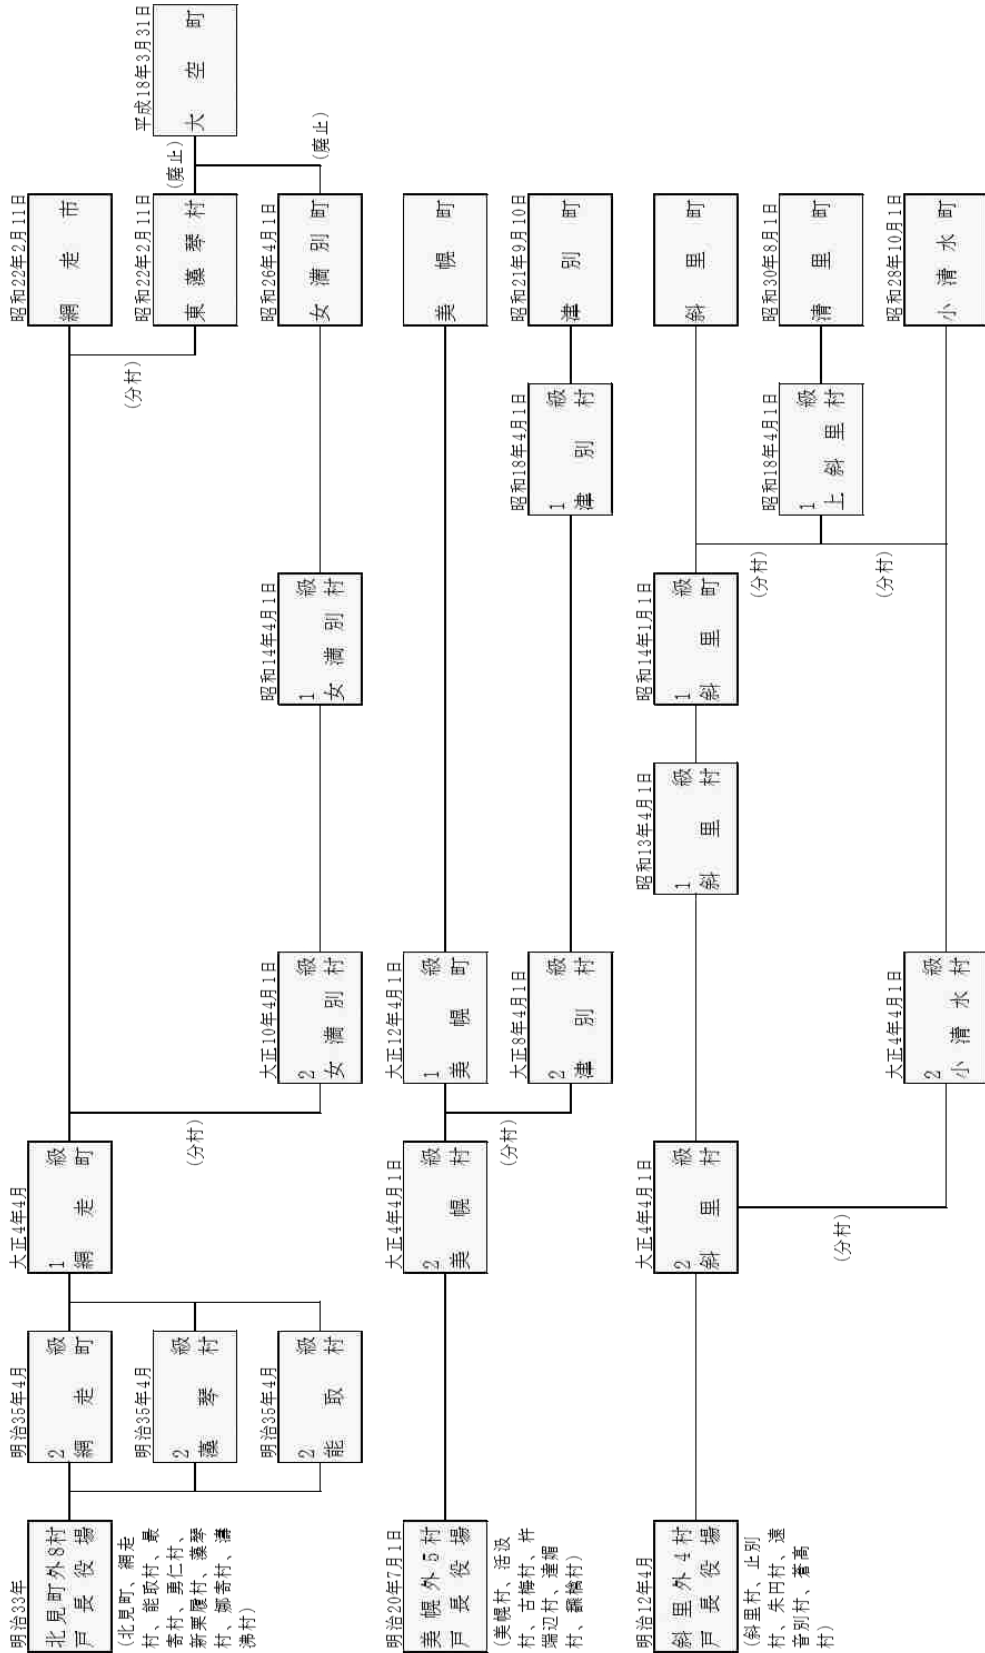 明治33年
北見町外8村
戸長役場
(北見町、網走
村、能取村、最
寄村、勇仁村、
新栗履村、藻琴
村、娜寄村、濤
沸村)
明治35年4月
2級
網走町
明治35年4月
2級
藻琴村
明治35年4月
2級
能取村
大正4年4月
1級
網走町
(分村)
大正10年4月1日
2級
女満別村
昭和14年4月1日
1級
女満別村
(分村)
昭和22年2月11日
網走市
昭和22年2月11日
東藻琴村
昭和26年4月1日
女満別町
(廃止)
(廃止)
平成18年3月31日
大空町
明治20年7月1日
美幌外5村
戸長役場
(美幌村、活汲
村、古梅村、杵
端辺村、達媚
村、飜檎村)
大正4年4月1日
2級
美幌村
(分村)
大正12年4月1日
1級
美幌町
大正8年4月1日
2級
津別村
昭和18年4月1日
1級
津別村
美幌町
昭和21年9月10日
津別町
明治12年4月
斜里外4村
戸長役場
(斜里村、止別
村、朱円村、遠
音別村、蒼高
村)
大正4年4月1日
2級
斜里村
(分村)
大正4年4月1日
2級
小清水村
昭和13年4月1日
1級
斜里村
昭和14年1月1日
1級
斜里町
(分村)
(分村)
昭和18年4月1日
1級
上斜里村
斜里町
昭和30年8月1日
清里町
昭和28年10月1日
小清水町